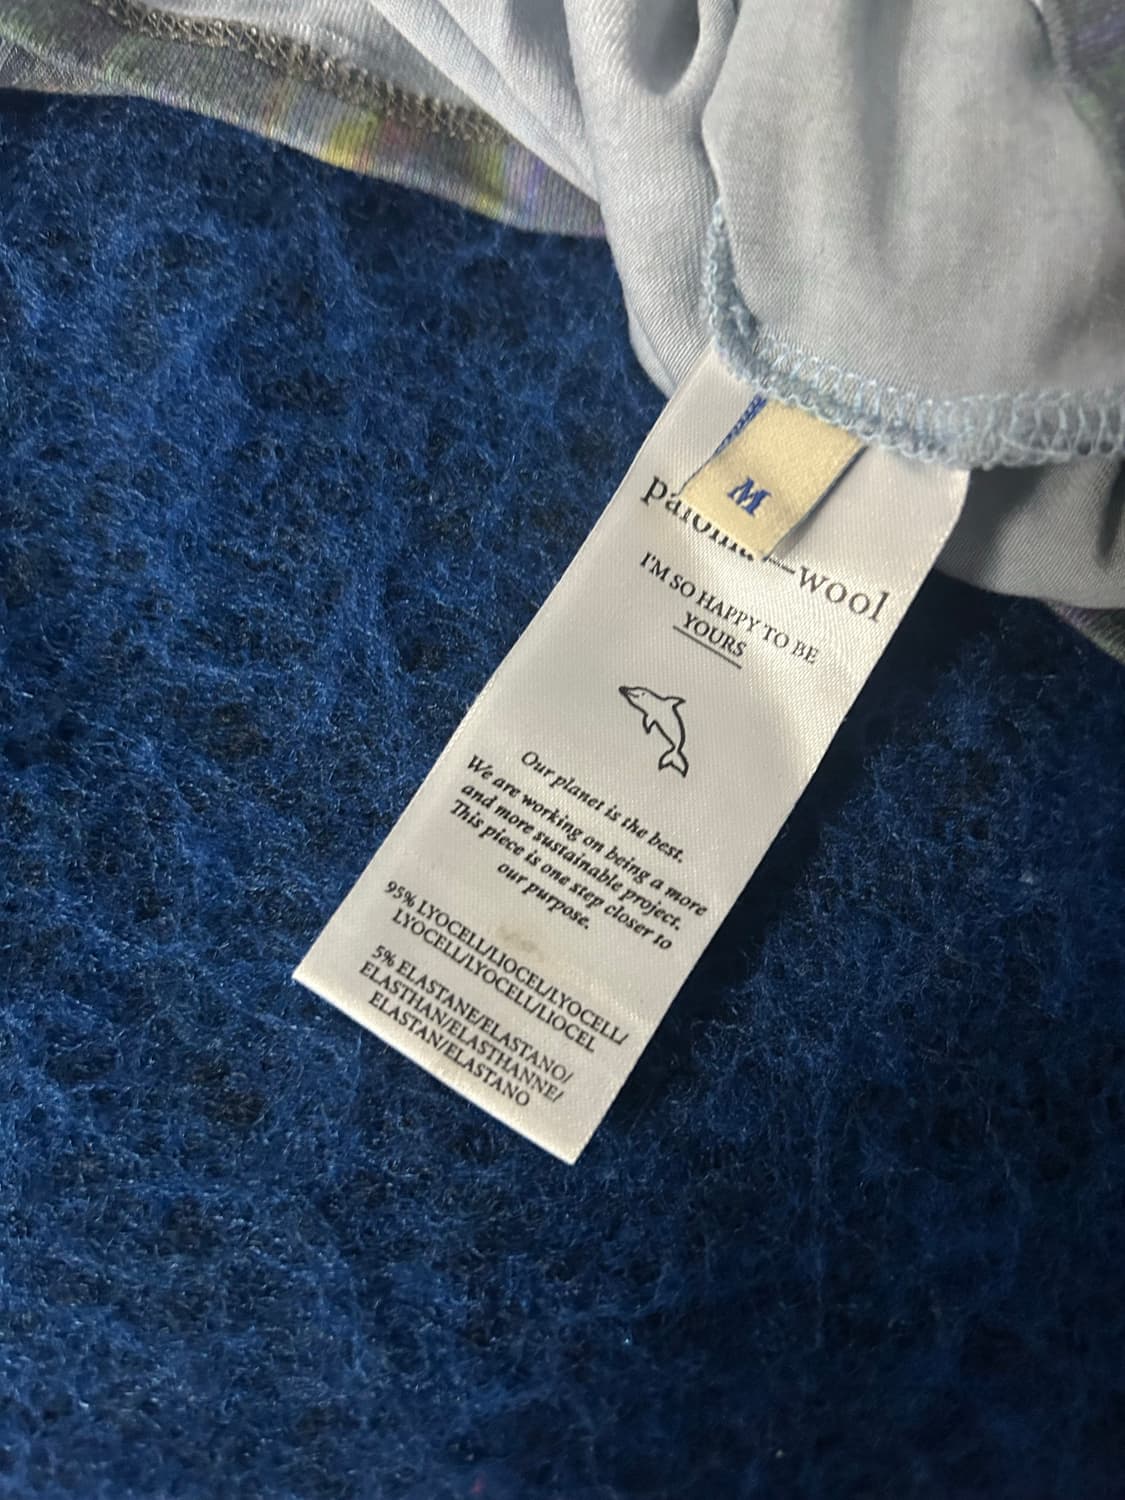 M
paloma—wool
I'M SO HAPPY TO BE
YOURS
Our planet is the best.
We are working on being a more
and more sustainable project.
This piece is one step closer to
our purpose.
95% LYOCELL/LIOCEL/LYOCELL/
LYOCELL/LYOCELL/LIOCEL
5% ELASTANE/ELASTANO/
ELASTHAN/ELASTHANNE/
ELASTAN/ELASTANO